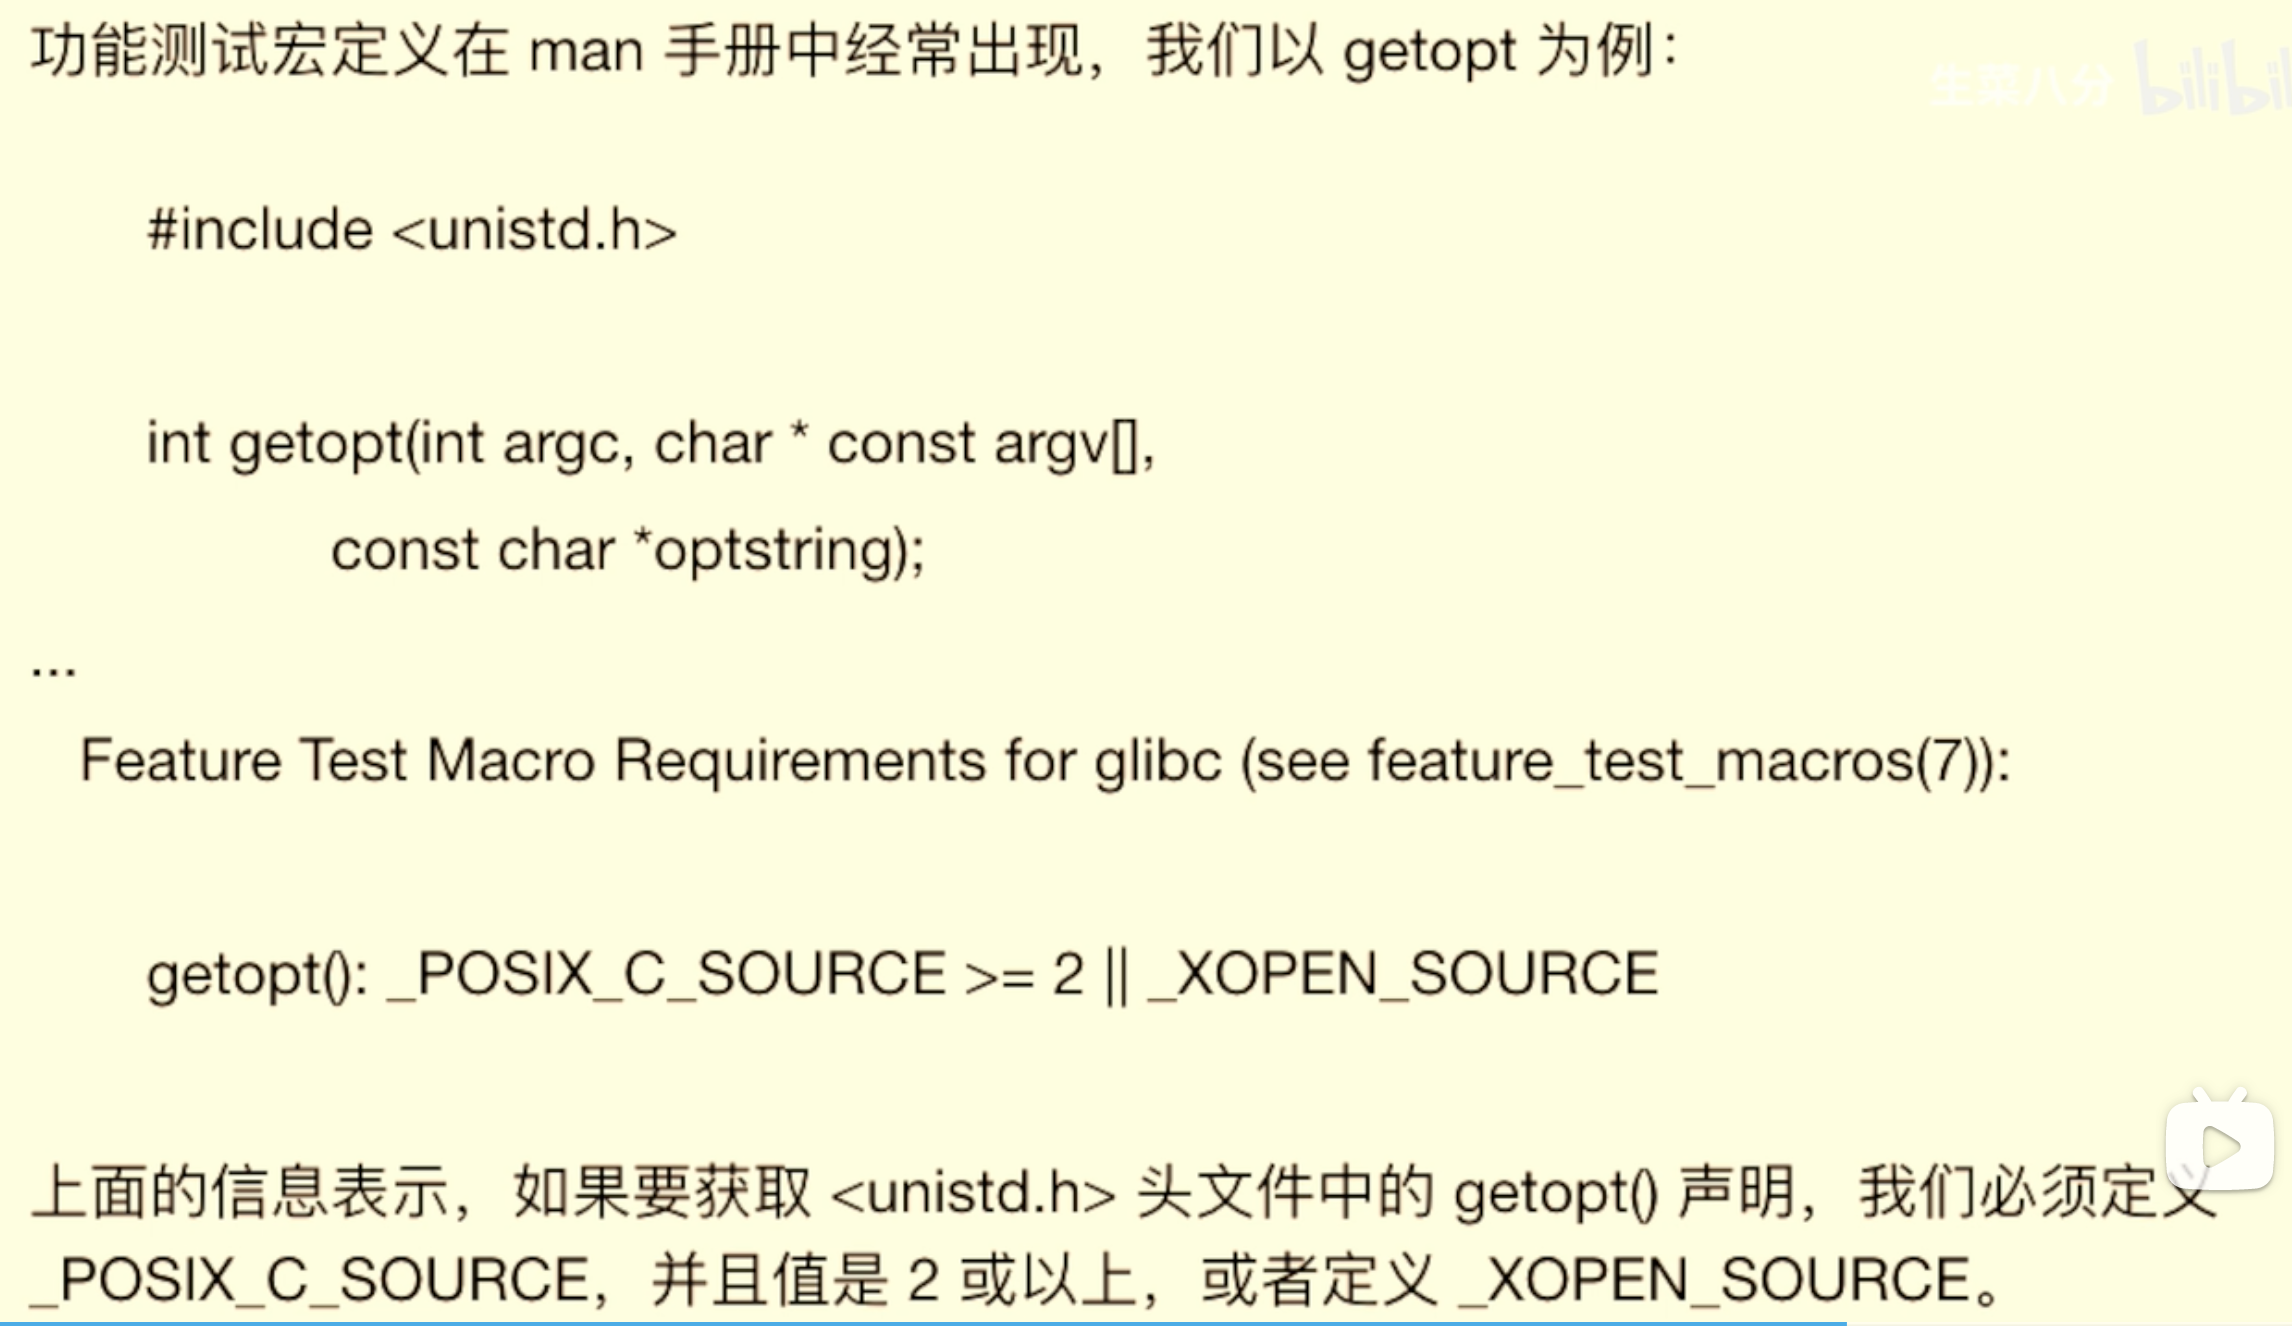 功能测试宏定义在 man 手册中经常出现，我们以 getopt 为例：
生菜八分 bilibil
#include <unistd.h>
int getopt(int argc, char * const argv[],
const char *optstring);
...
Feature Test Macro Requirements for glibc (see feature_test_macros(7)):
getopt(): _POSIX_C_SOURCE >= 2 || _XOPEN_SOURCE
上面的信息表示，如果要获取 <unistd.h> 头文件中的 getopt() 声明，我们必须定义
_POSIX_C_SOURCE，并且值是 2 或以上，或者定义 _XOPEN_SOURCE。